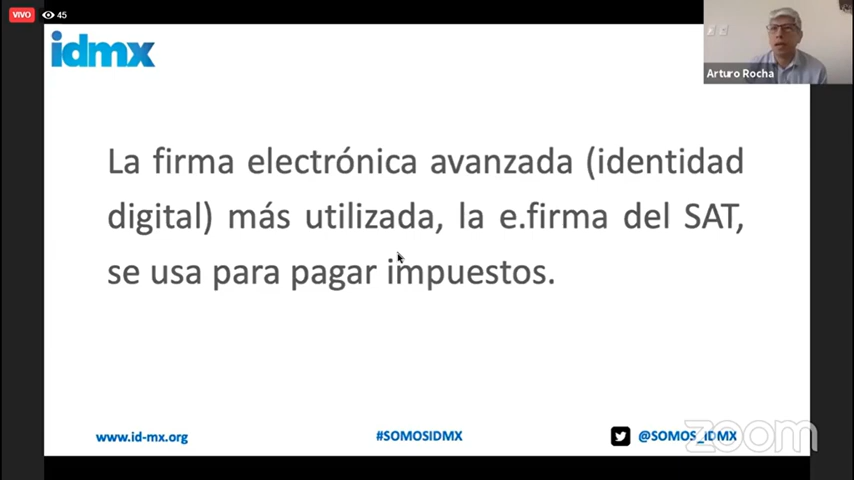 VIVO 45
idmx
Arturo Rocha
La firma electrónica avanzada (identidad
digital) más utilizada, la e.firma del SAT,
se usa para pagar impuestos.
www.id-mx.org
#SOMOSIDMX
@SOMOS_IDMX
zoom